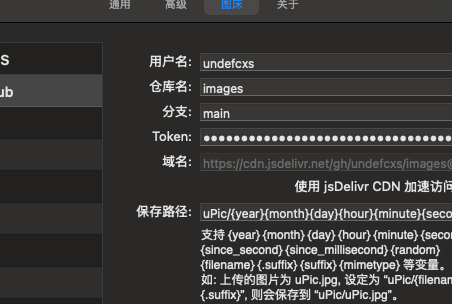 通用 高级 图床 关于
S
ub
用户名: undefcxs
仓库名: images
分支: main
Token: ●●●●●●●●●●●●●●●●●●●●●●●●●●●●●●●●
域名: https://cdn.jsdelivr.net/gh/undefcxs/images@
使用 jsDelivr CDN 加速访问
保存路径: uPic/{year}{month}{day}{hour}{minute}{seco
支持 {year} {month} {day} {hour} {minute} {second
{since_second} {since_millisecond} {random}
{filename} {.suffix} {suffix} {mimetype} 等变量。
如: 上传的图片为 uPic.jpg, 设定为 “uPic/{filena
{.suffix}”, 则会保存到 “uPic/uPic.jpg”。